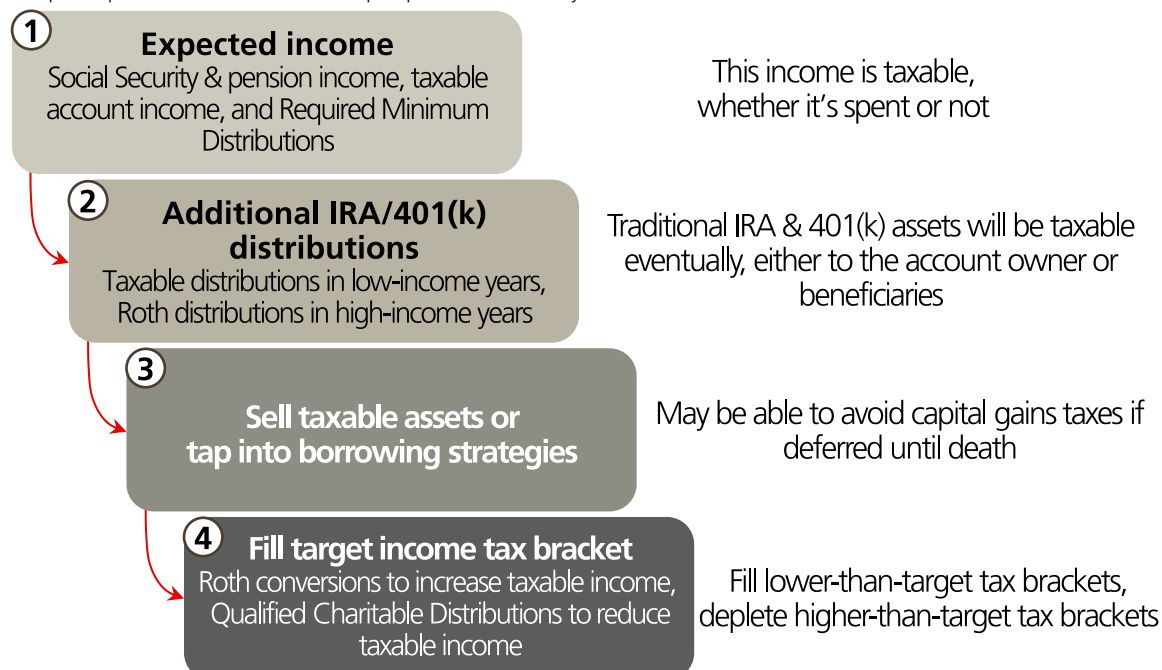 1
Expected income
Social Security & pension income, taxable
account income, and Required Minimum
Distributions
This income is taxable,
whether it’s spent or not
2
Additional IRA/401(k)
distributions
Taxable distributions in low-income years,
Roth distributions in high-income years
Traditional IRA & 401(k) assets will be taxable
eventually, either to the account owner or
beneficiaries
3
Sell taxable assets or
tap into borrowing strategies
May be able to avoid capital gains taxes if
deferred until death
4
Fill target income tax bracket
Roth conversions to increase taxable income,
Qualified Charitable Distributions to reduce
taxable income
Fill lower-than-target tax brackets,
deplete higher-than-target tax brackets